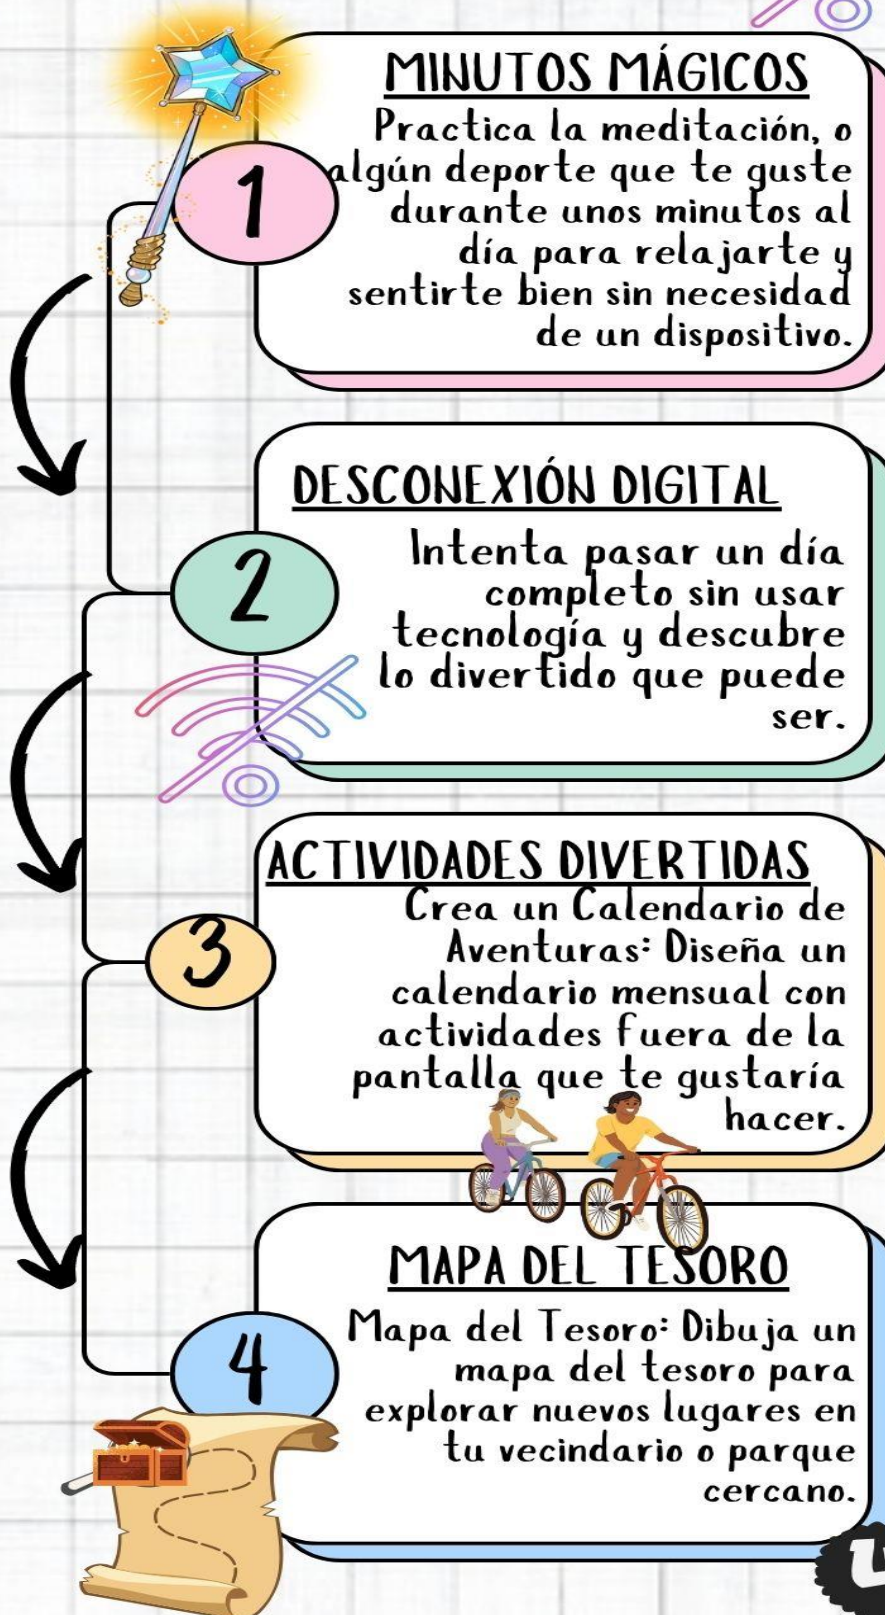 MINUTOS MÁGICOS
Practica la meditación, o
algún deporte que te guste
durante unos minutos al
día para relajarte y
sentirte bien sin necesidad
de un dispositivo.
1
DESCONEXIÓN DIGITAL
Intenta pasar un día
completo sin usar
tecnología y descubre
lo divertido que puede
ser.
2
ACTIVIDADES DIVERTIDAS
Crea un Calendario de
Aventuras: Diseña un
calendario mensual con
actividades fuera de la
pantalla que te gustaría
hacer.
3
MAPA DEL TESORO
Mapa del Tesoro: Dibuja un
mapa del tesoro para
explorar nuevos lugares en
tu vecindario o parque
cercano.
4